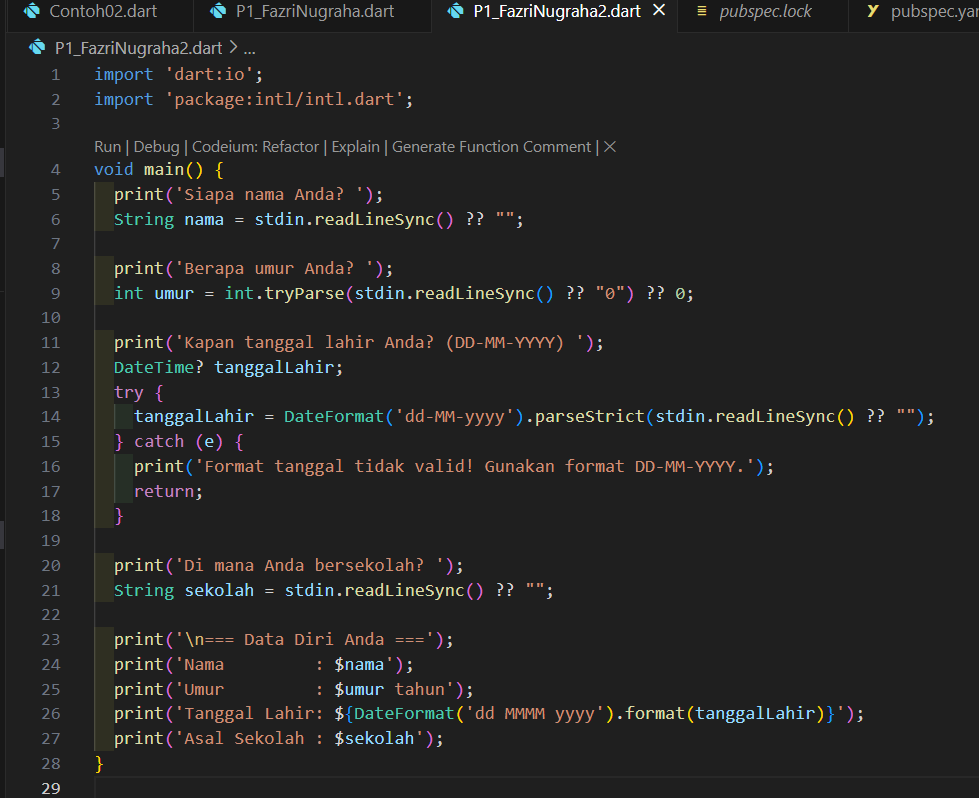 Contoh02.dart P1_FazriNugraha.dart P1_FazriNugraha2.dart × ≡ pubspec.lock Y pubspec.yar
P1_FazriNugraha2.dart > ...
1 import 'dart:io';
2 import 'package:intl/intl.dart';
3
Run | Debug | Codeium: Refactor | Explain | Generate Function Comment | ×
4 void main() {
5   print('Siapa nama Anda? ');
6   String nama = stdin.readLineSync() ?? "";
7
8   print('Berapa umur Anda? ');
9   int umur = int.tryParse(stdin.readLineSync() ?? "0") ?? 0;
10
11   print('Kapan tanggal lahir Anda? (DD-MM-YYYY) ');
12   DateTime? tanggalLahir;
13   try {
14     tanggalLahir = DateFormat('dd-MM-yyyy').parseStrict(stdin.readLineSync() ?? "");
15   } catch (e) {
16     print('Format tanggal tidak valid! Gunakan format DD-MM-YYYY.');
17     return;
18   }
19
20   print('Di mana Anda bersekolah? ');
21   String sekolah = stdin.readLineSync() ?? "";
22
23   print('\n=== Data Diri Anda ===');
24   print('Nama         : $nama');
25   print('Umur         : $umur tahun');
26   print('Tanggal Lahir: ${DateFormat('dd MMMM yyyy').format(tanggalLahir)}');
27   print('Asal Sekolah : $sekolah');
28 }
29